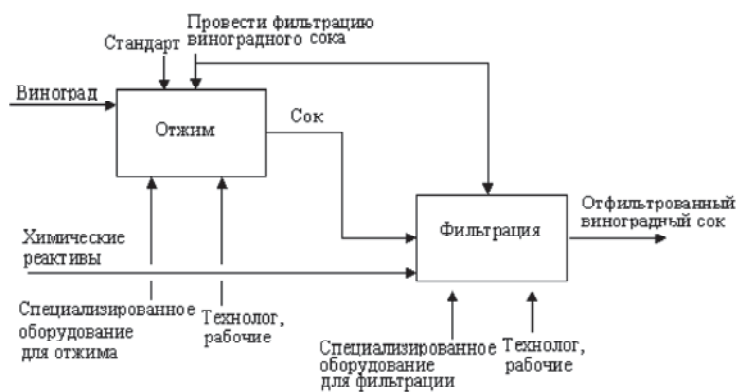 Провести фильтрацию
виноградного сока
Стандарт
Виноград
Отжим
Сок
Отфильтрованный
виноградный сок
Фильтрация
Химические
реактивы
Специализированное
оборудование
для отжима
Технолог,
рабочие
Специализированное
оборудование
для фильтрации
Технолог,
рабочие